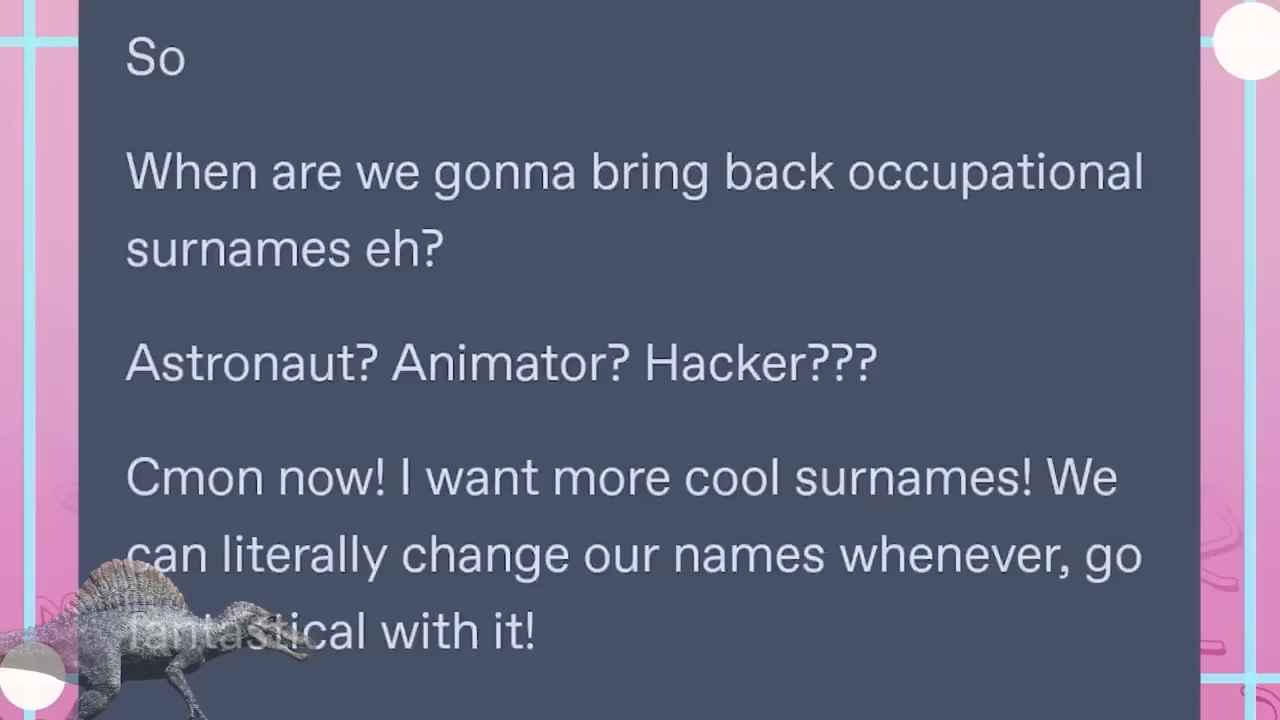 So
When are we gonna bring back occupational
surnames eh?
Astronaut? Animator? Hacker???
Cmon now! I want more cool surnames! We
can literally change our names whenever, go
fantastical with it!